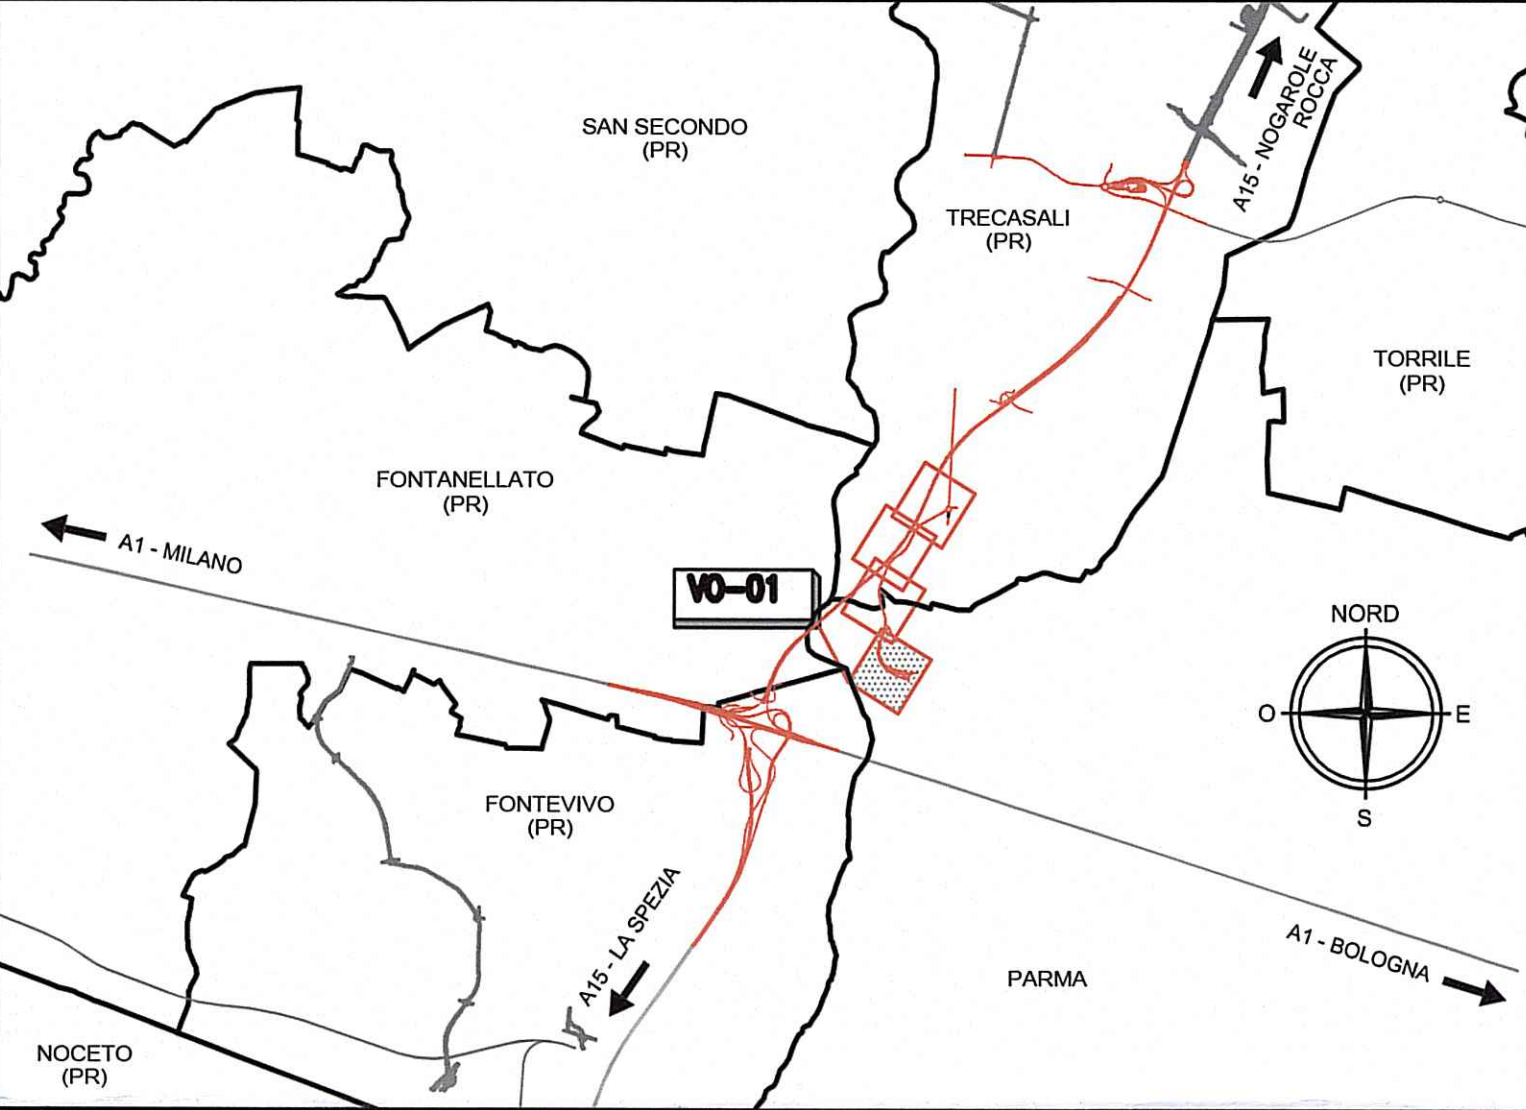 SAN SECONDO
(PR)
A15 - NOGAROLE
ROCCA
TRECASALI
(PR)
TORRILE
(PR)
FONTANELLATO
(PR)
A1 - MILANO
VO-01
NORD
O
E
S
FONTEVIVO
(PR)
A15 - LA SPEZIA
A1 - BOLOGNA
PARMA
NOCETO
(PR)